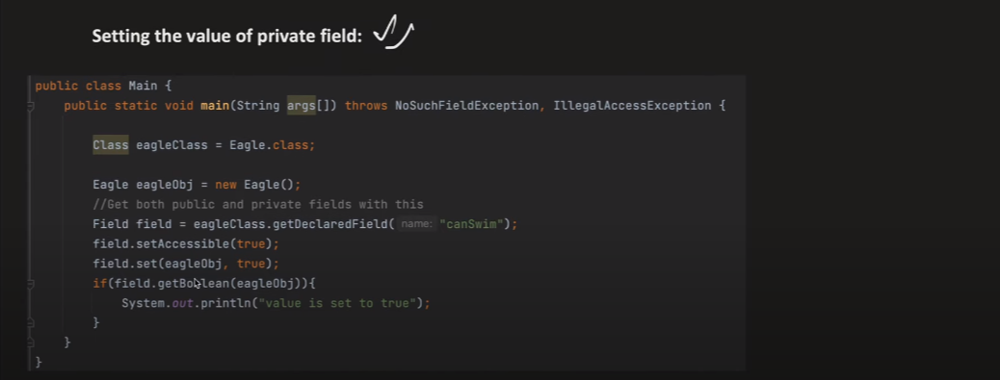 Setting the value of private field:
public class Main {
public static void main(String args[]) throws NoSuchFieldException, IllegalAccessException {
Class eagleClass = Eagle.class;
Eagle eagleObj = new Eagle();
//Get both public and private fields with this
Field field = eagleClass.getDeclaredField( name: "canSwim");
field.setAccessible(true);
field.set(eagleObj, true);
if(field.getBoolean(eagleObj)){
System.out.println("value is set to true");
}
}
}